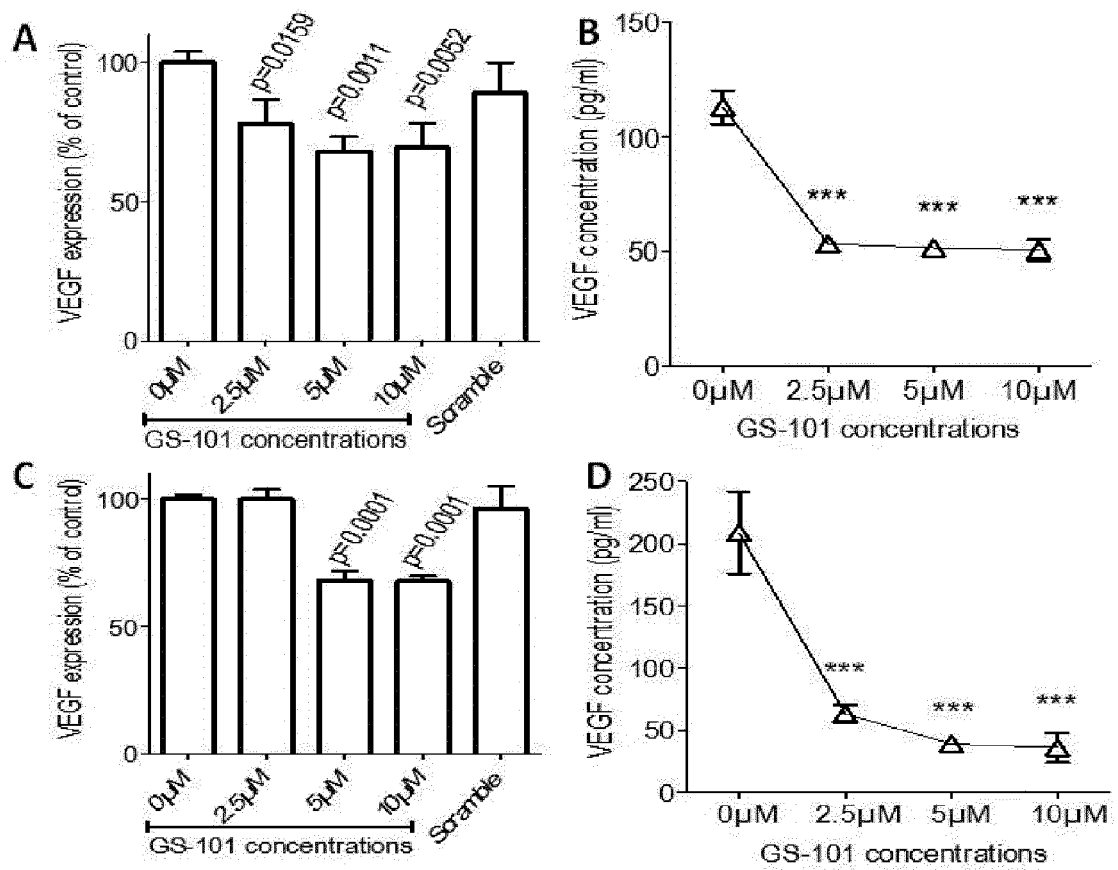 A
VEGF expression (% of control)
100
50
0
p=0.0159
p=0.0011
p=0.0052
0µM
2.5µM
5µM
10µM
Scramble
GS-101 concentrations
B
VEGF concentration (pg/ml)
150
100
50
0
***
***
***
0µM
2.5µM
5µM
10µM
GS-101 concentrations
C
VEGF expression (% of control)
100
50
0
p=0.0001
p=0.0001
0µM
2.5µM
5µM
10µM
Scramble
GS-101 concentrations
D
VEGF concentration (pg/ml)
250
200
150
100
50
0
***
***
***
0µM
2.5µM
5µM
10µM
GS-101 concentrations